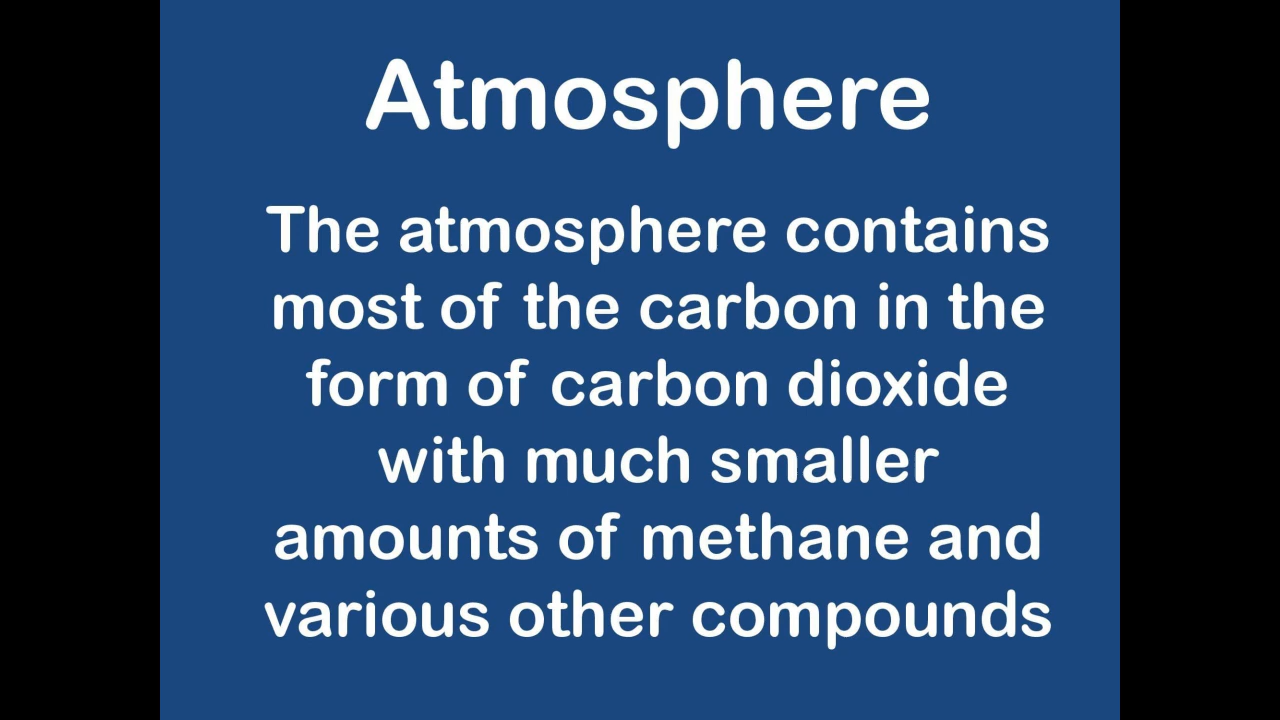 Atmosphere
The atmosphere contains
most of the carbon in the
form of carbon dioxide
with much smaller
amounts of methane and
various other compounds